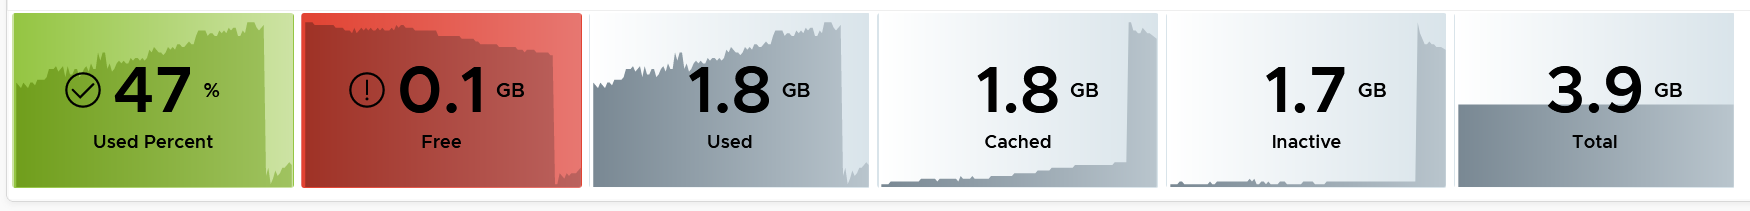 47 %
Used Percent
0.1 GB
Free
1.8 GB
Used
1.8 GB
Cached
1.7 GB
Inactive
3.9 GB
Total